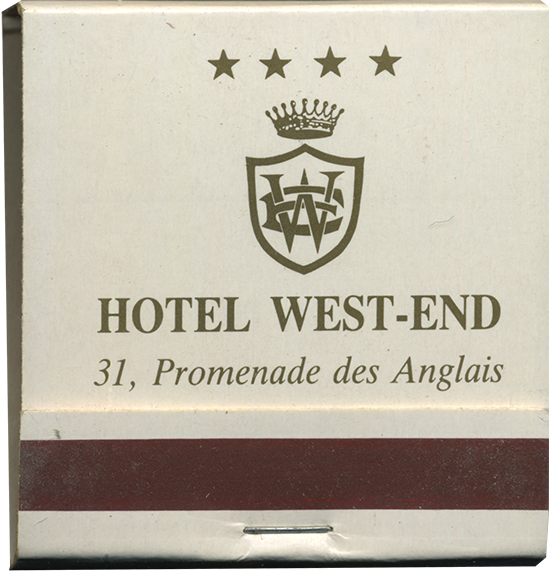 HOTEL WEST-END
31, Promenade des Anglais